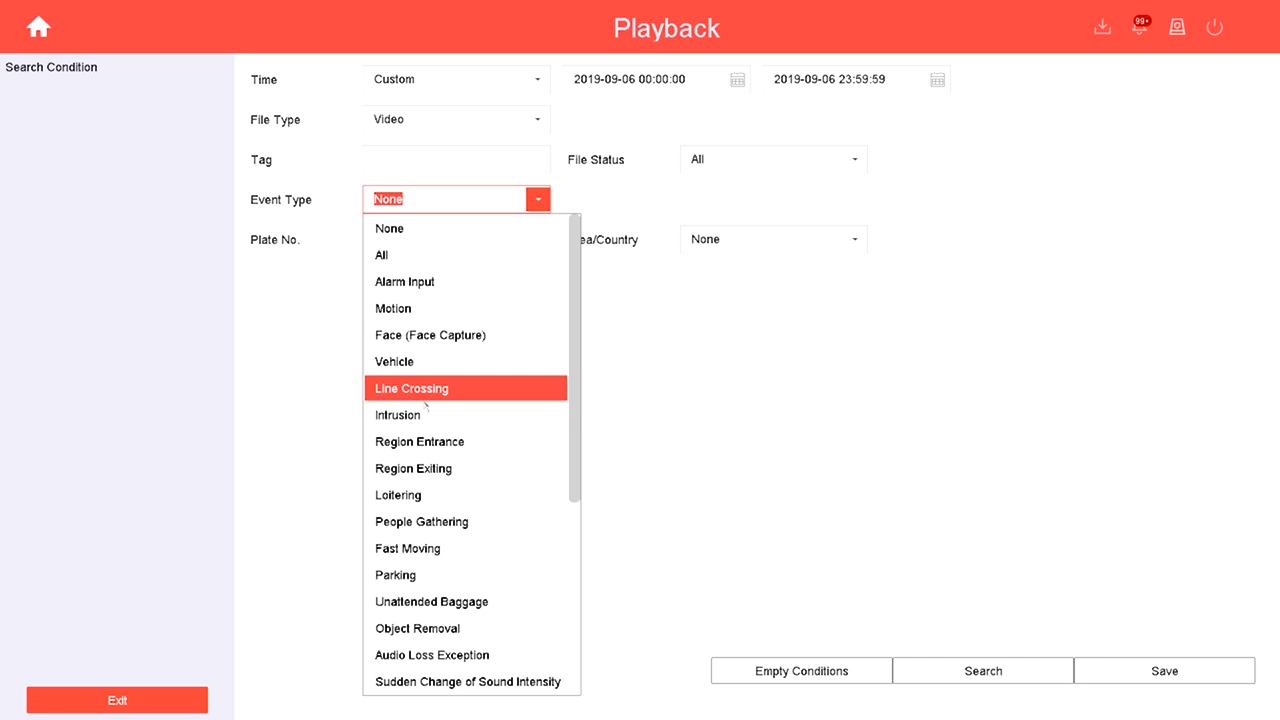 Playback
99+
Search Condition
Time Custom 2019-09-06 00:00:00 2019-09-06 23:59:59
File Type Video
Tag File Status All
Event Type None
Plate No. ea/Country None
None
All
Alarm Input
Motion
Face (Face Capture)
Vehicle
Line Crossing
Intrusion
Region Entrance
Region Exiting
Loitering
People Gathering
Fast Moving
Parking
Unattended Baggage
Object Removal
Audio Loss Exception
Sudden Change of Sound Intensity
Empty Conditions Search Save
Exit